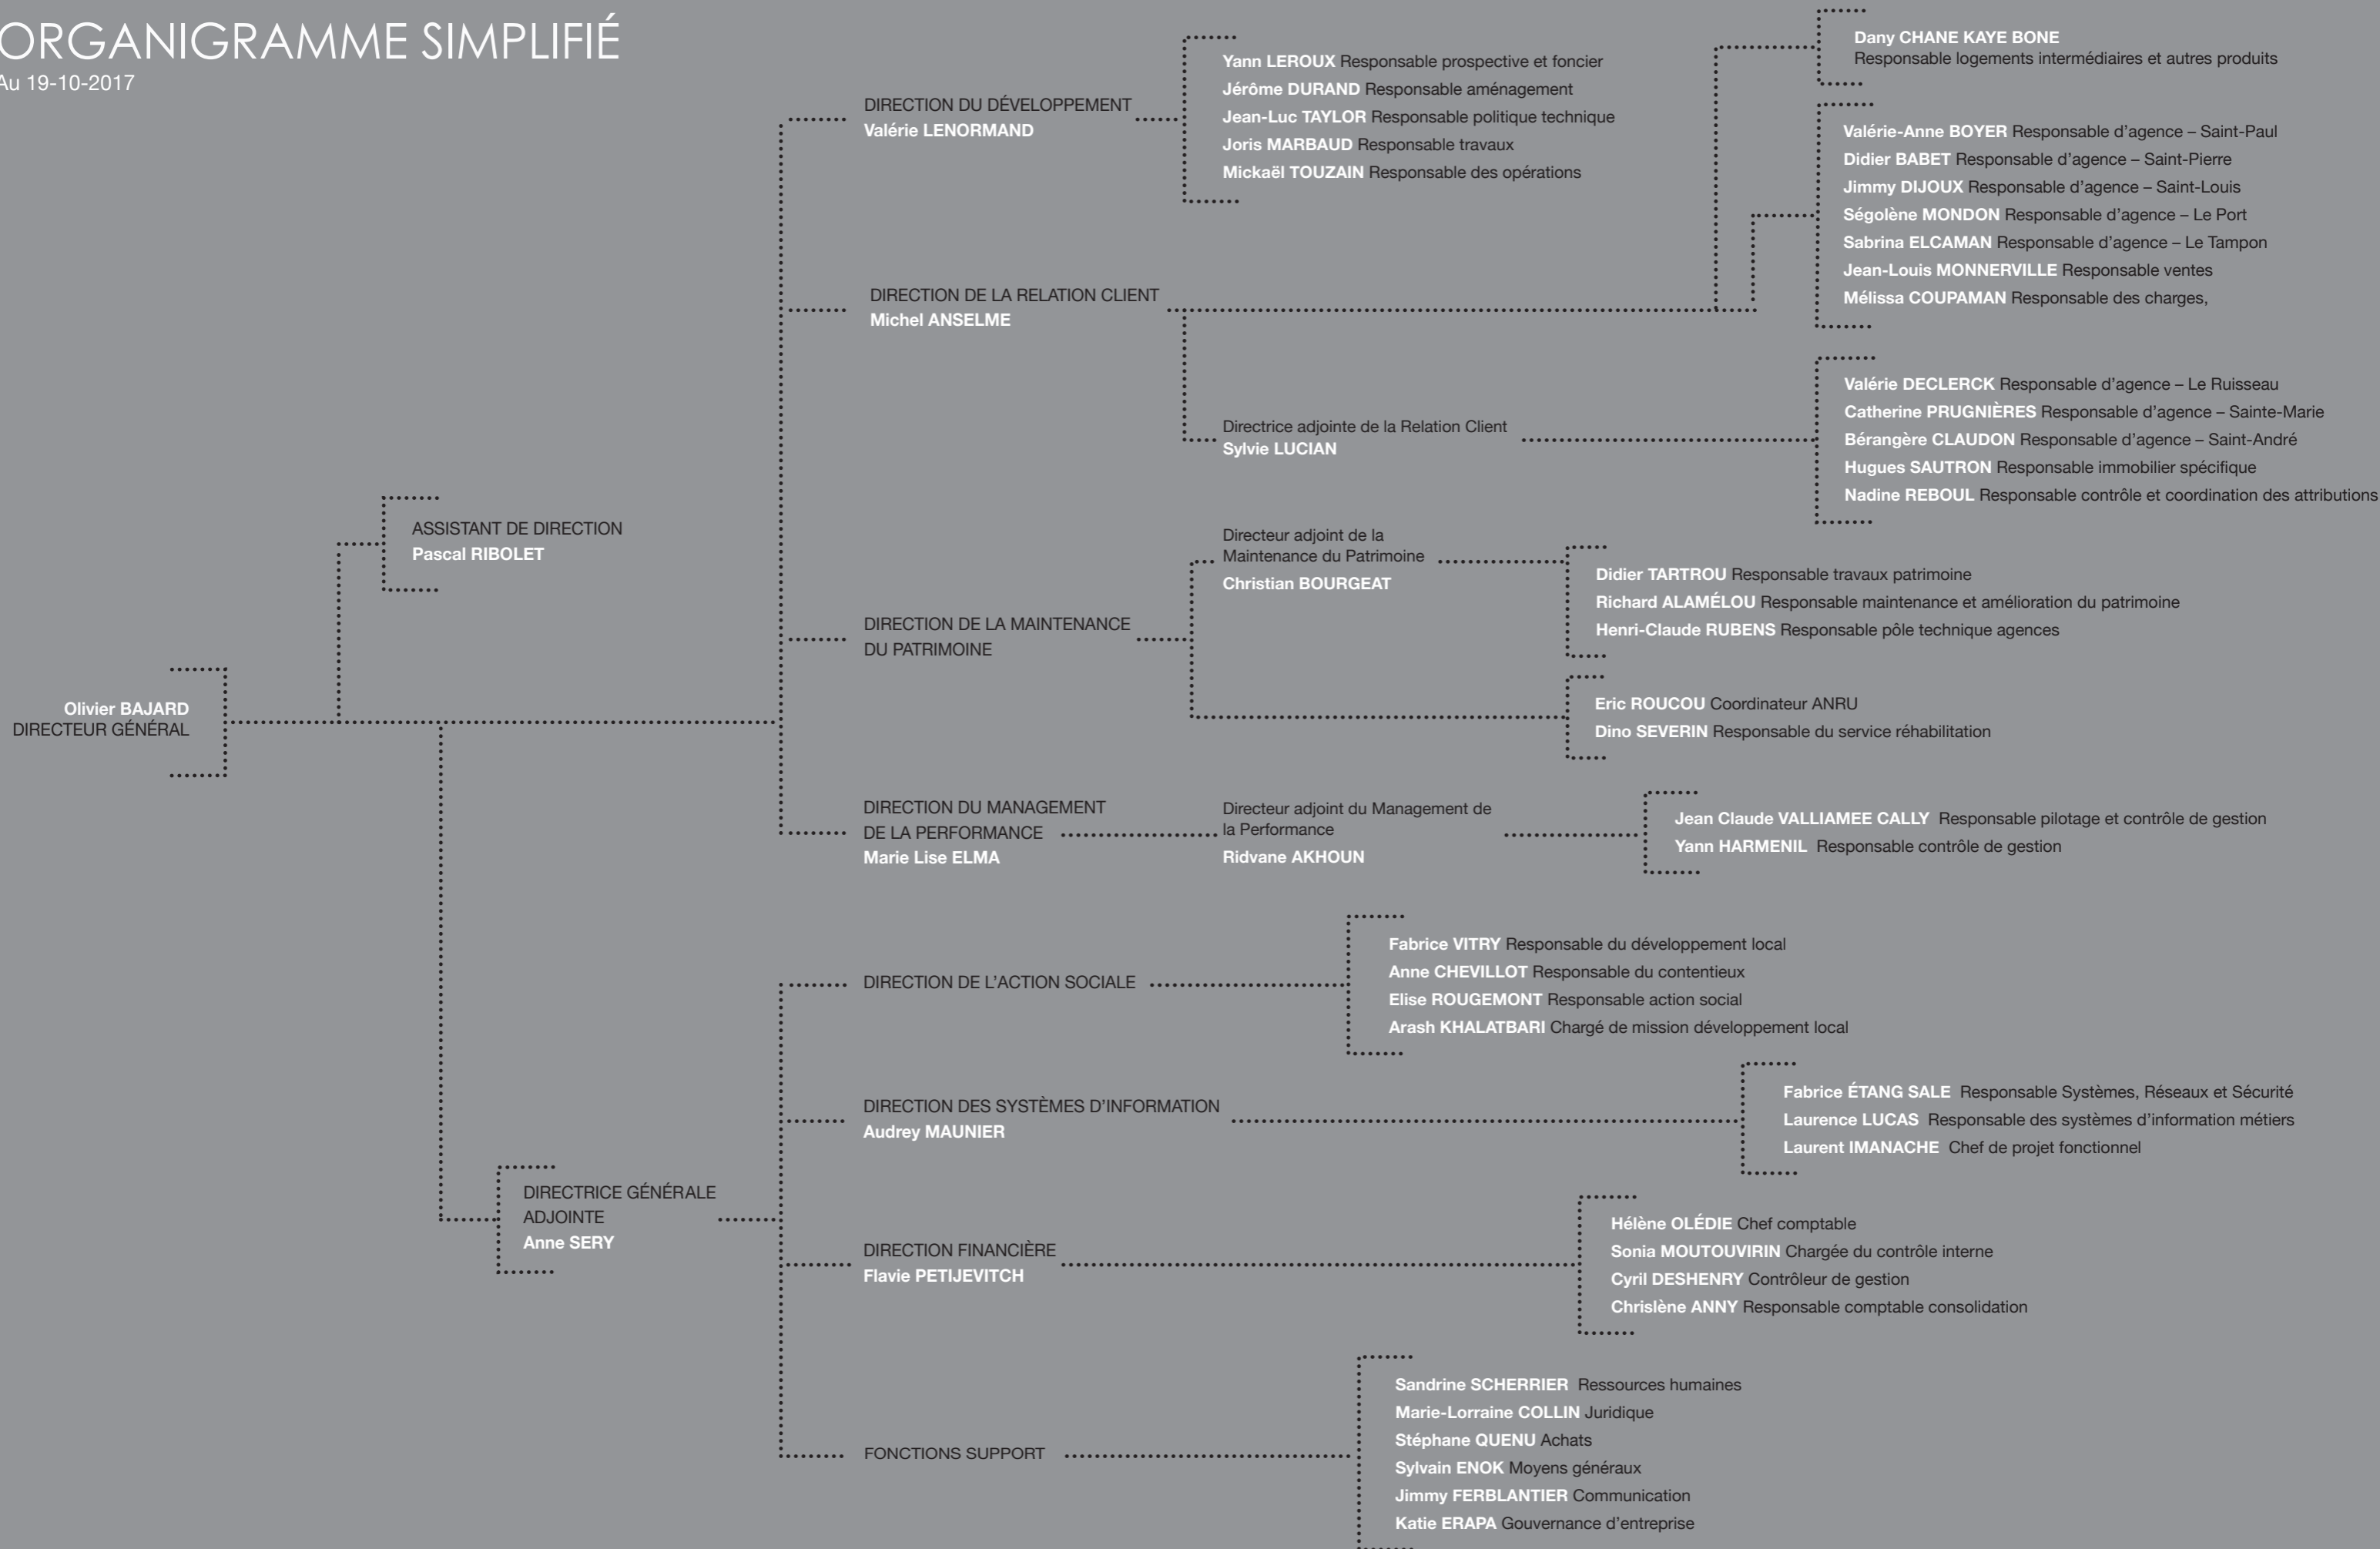 ORGANIGRAMME SIMPLIFIÉ
Au 19-10-2017
Olivier BAJARD
DIRECTEUR GÉNÉRAL
ASSISTANT DE DIRECTION
Pascal RIBOLET
DIRECTION DU DÉVELOPPEMENT
Valérie LENORMAND
Yann LEROUX Responsable prospective et foncier
Jérôme DURAND Responsable aménagement
Jean-Luc TAYLOR Responsable politique technique
Joris MARBAUD Responsable travaux
Mickaël TOUZAIN Responsable des opérations
DIRECTION DE LA RELATION CLIENT
Michel ANSELME
Dany CHANE KAYE BONE
Responsable logements intermédiaires et autres produits
Valérie-Anne BOYER Responsable d’agence – Saint-Paul
Didier BABET Responsable d’agence – Saint-Pierre
Jimmy DIJOUX Responsable d’agence – Saint-Louis
Ségolène MONDON Responsable d’agence – Le Port
Sabrina ELCAMAN Responsable d’agence – Le Tampon
Jean-Louis MONNERVILLE Responsable ventes
Mélissa COUPAMAN Responsable des charges,
Directrice adjointe de la Relation Client
Sylvie LUCIAN
Valérie DECLERCK Responsable d’agence – Le Ruisseau
Catherine PRUGNIÈRES Responsable d’agence – Sainte-Marie
Bérangère CLAUDON Responsable d’agence – Saint-André
Hugues SAUTRON Responsable immobilier spécifique
Nadine REBOUL Responsable contrôle et coordination des attributions
DIRECTION DE LA MAINTENANCE
DU PATRIMOINE
Directeur adjoint de la
Maintenance du Patrimoine
Christian BOURGEAT
Didier TARTROU Responsable travaux patrimoine
Richard ALAMÉLOU Responsable maintenance et amélioration du patrimoine
Henri-Claude RUBENS Responsable pôle technique agences
Eric ROUCOU Coordinateur ANRU
Dino SEVERIN Responsable du service réhabilitation
DIRECTION DU MANAGEMENT
DE LA PERFORMANCE
Marie Lise ELMA
Directeur adjoint du Management de
la Performance
Ridvane AKHOUN
Jean Claude VALLIAMEE CALLY Responsable pilotage et contrôle de gestion
Yann HARMENIL Responsable contrôle de gestion
DIRECTRICE GÉNÉRALE
ADJOINTE
Anne SERY
DIRECTION DE L’ACTION SOCIALE
Fabrice VITRY Responsable du développement local
Anne CHEVILLOT Responsable du contentieux
Elise ROUGEMONT Responsable action social
Arash KHALATBARI Chargé de mission développement local
DIRECTION DES SYSTÈMES D’INFORMATION
Audrey MAUNIER
Fabrice ÉTANG SALE Responsable Systèmes, Réseaux et Sécurité
Laurence LUCAS Responsable des systèmes d’information métiers
Laurent IMANACHE Chef de projet fonctionnel
DIRECTION FINANCIÈRE
Flavie PETIJEVITCH
Hélène OLÉDIE Chef comptable
Sonia MOUTOUVIRIN Chargée du contrôle interne
Cyril DESHENRY Contrôleur de gestion
Chrislène ANNY Responsable comptable consolidation
FONCTIONS SUPPORT
Sandrine SCHERRIER Ressources humaines
Marie-Lorraine COLLIN Juridique
Stéphane QUENU Achats
Sylvain ENOK Moyens généraux
Jimmy FERBLANTIER Communication
Katie ERAPA Gouvernance d’entreprise